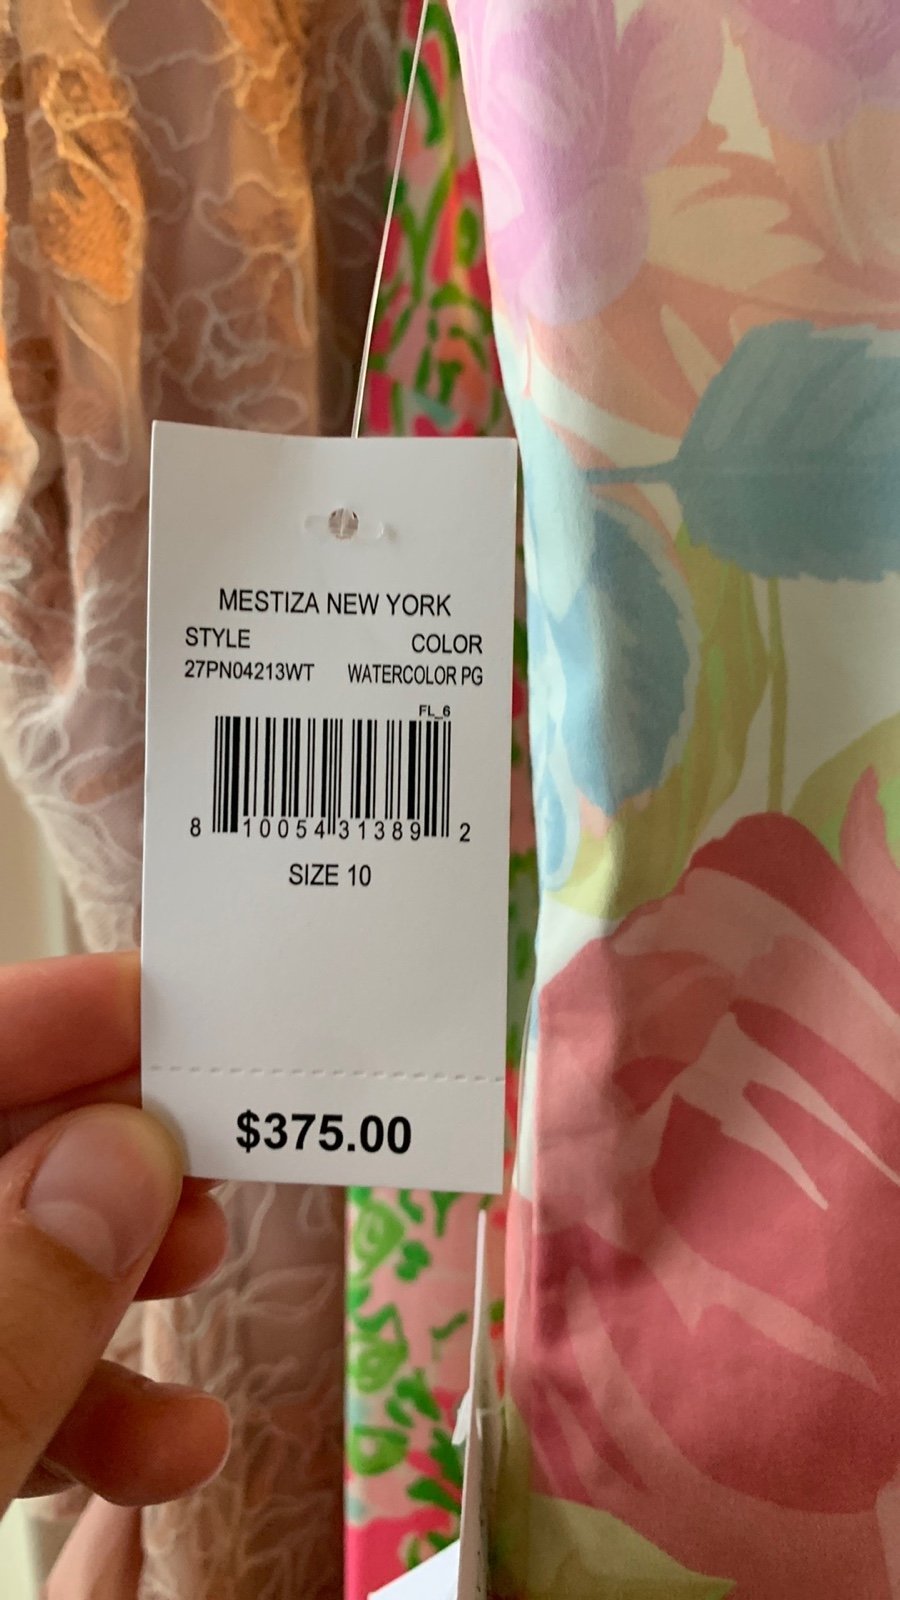 MESTIZA NEW YORK
STYLE COLOR
27PN04213WT WATERCOLOR PG
FL_6
8 10054 31389 2
SIZE 10
$375.00